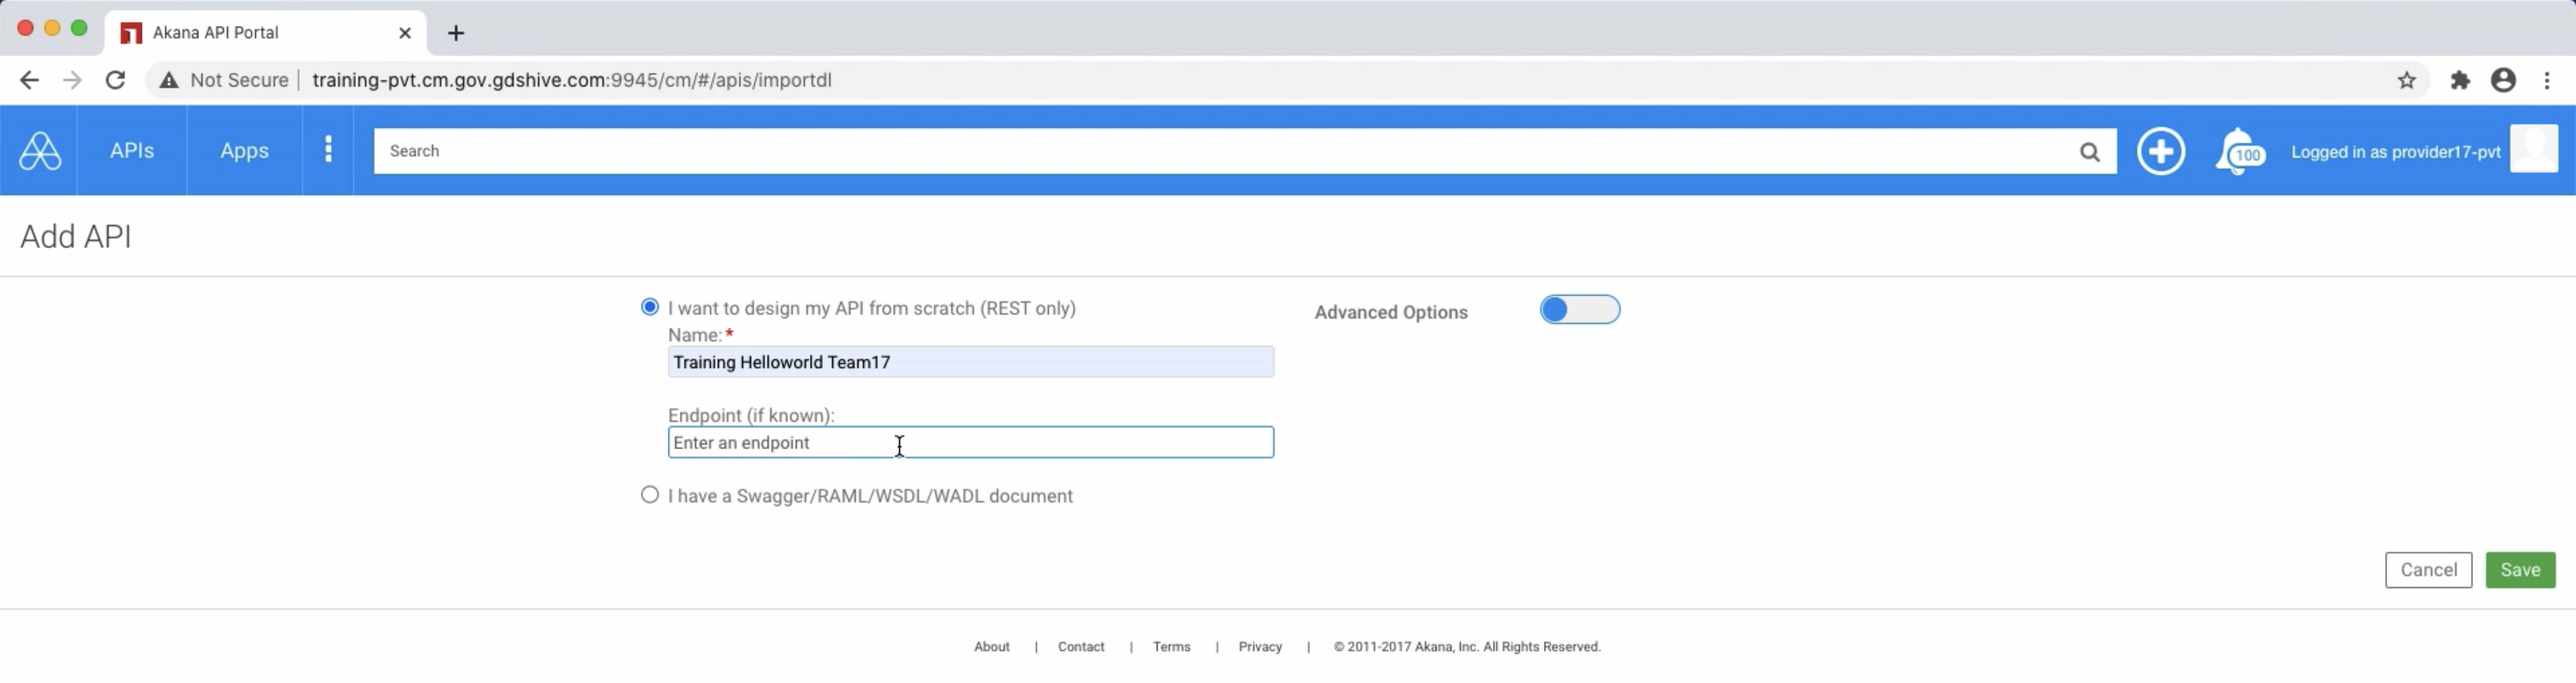 Akana API Portal
Not Secure | training-pvt.cm.gov.gdshive.com:9945/cm/#/apis/importdl
APIs Apps Search 100 Logged in as provider17-pvt
Add API
I want to design my API from scratch (REST only) Advanced Options
Name:*
Training Helloworld Team17
Endpoint (if known):
Enter an endpoint
I have a Swagger/RAML/WSDL/WADL document
Cancel Save
About | Contact | Terms | Privacy | © 2011-2017 Akana, Inc. All Rights Reserved.